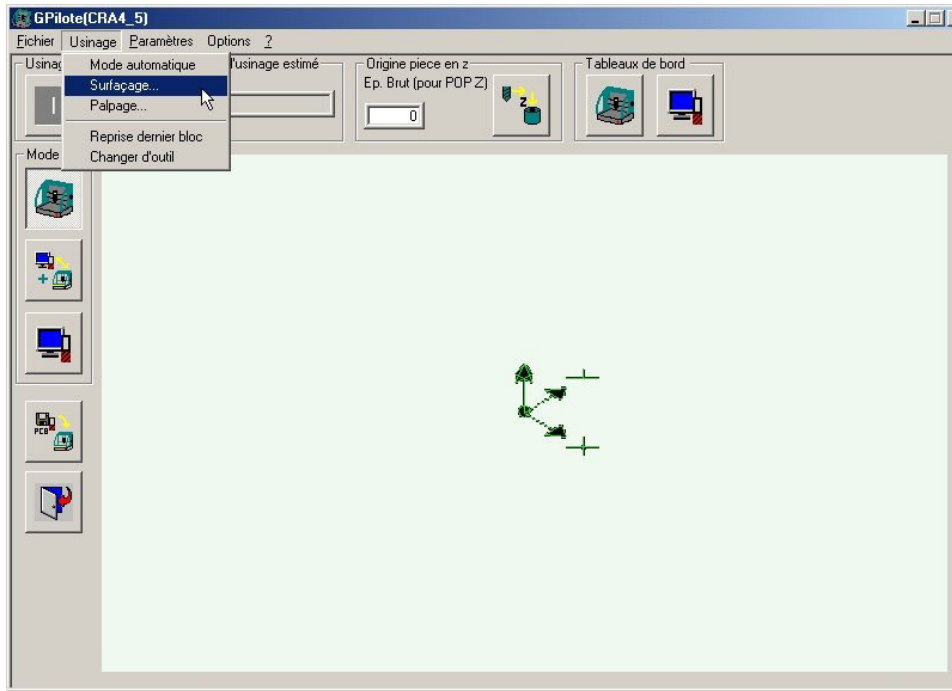 GPilote(CRA4_5)
Fichier Usinage Paramètres Options ?
Usinag
l'usinage estimé
Origine piece en z
Tableaux de bord
Mode automatique
Surfaçage...
Palpage...
Reprise dernier bloc
Changer d'outil
Ep. Brut (pour POP Z)
0
Z
Mode
PCB